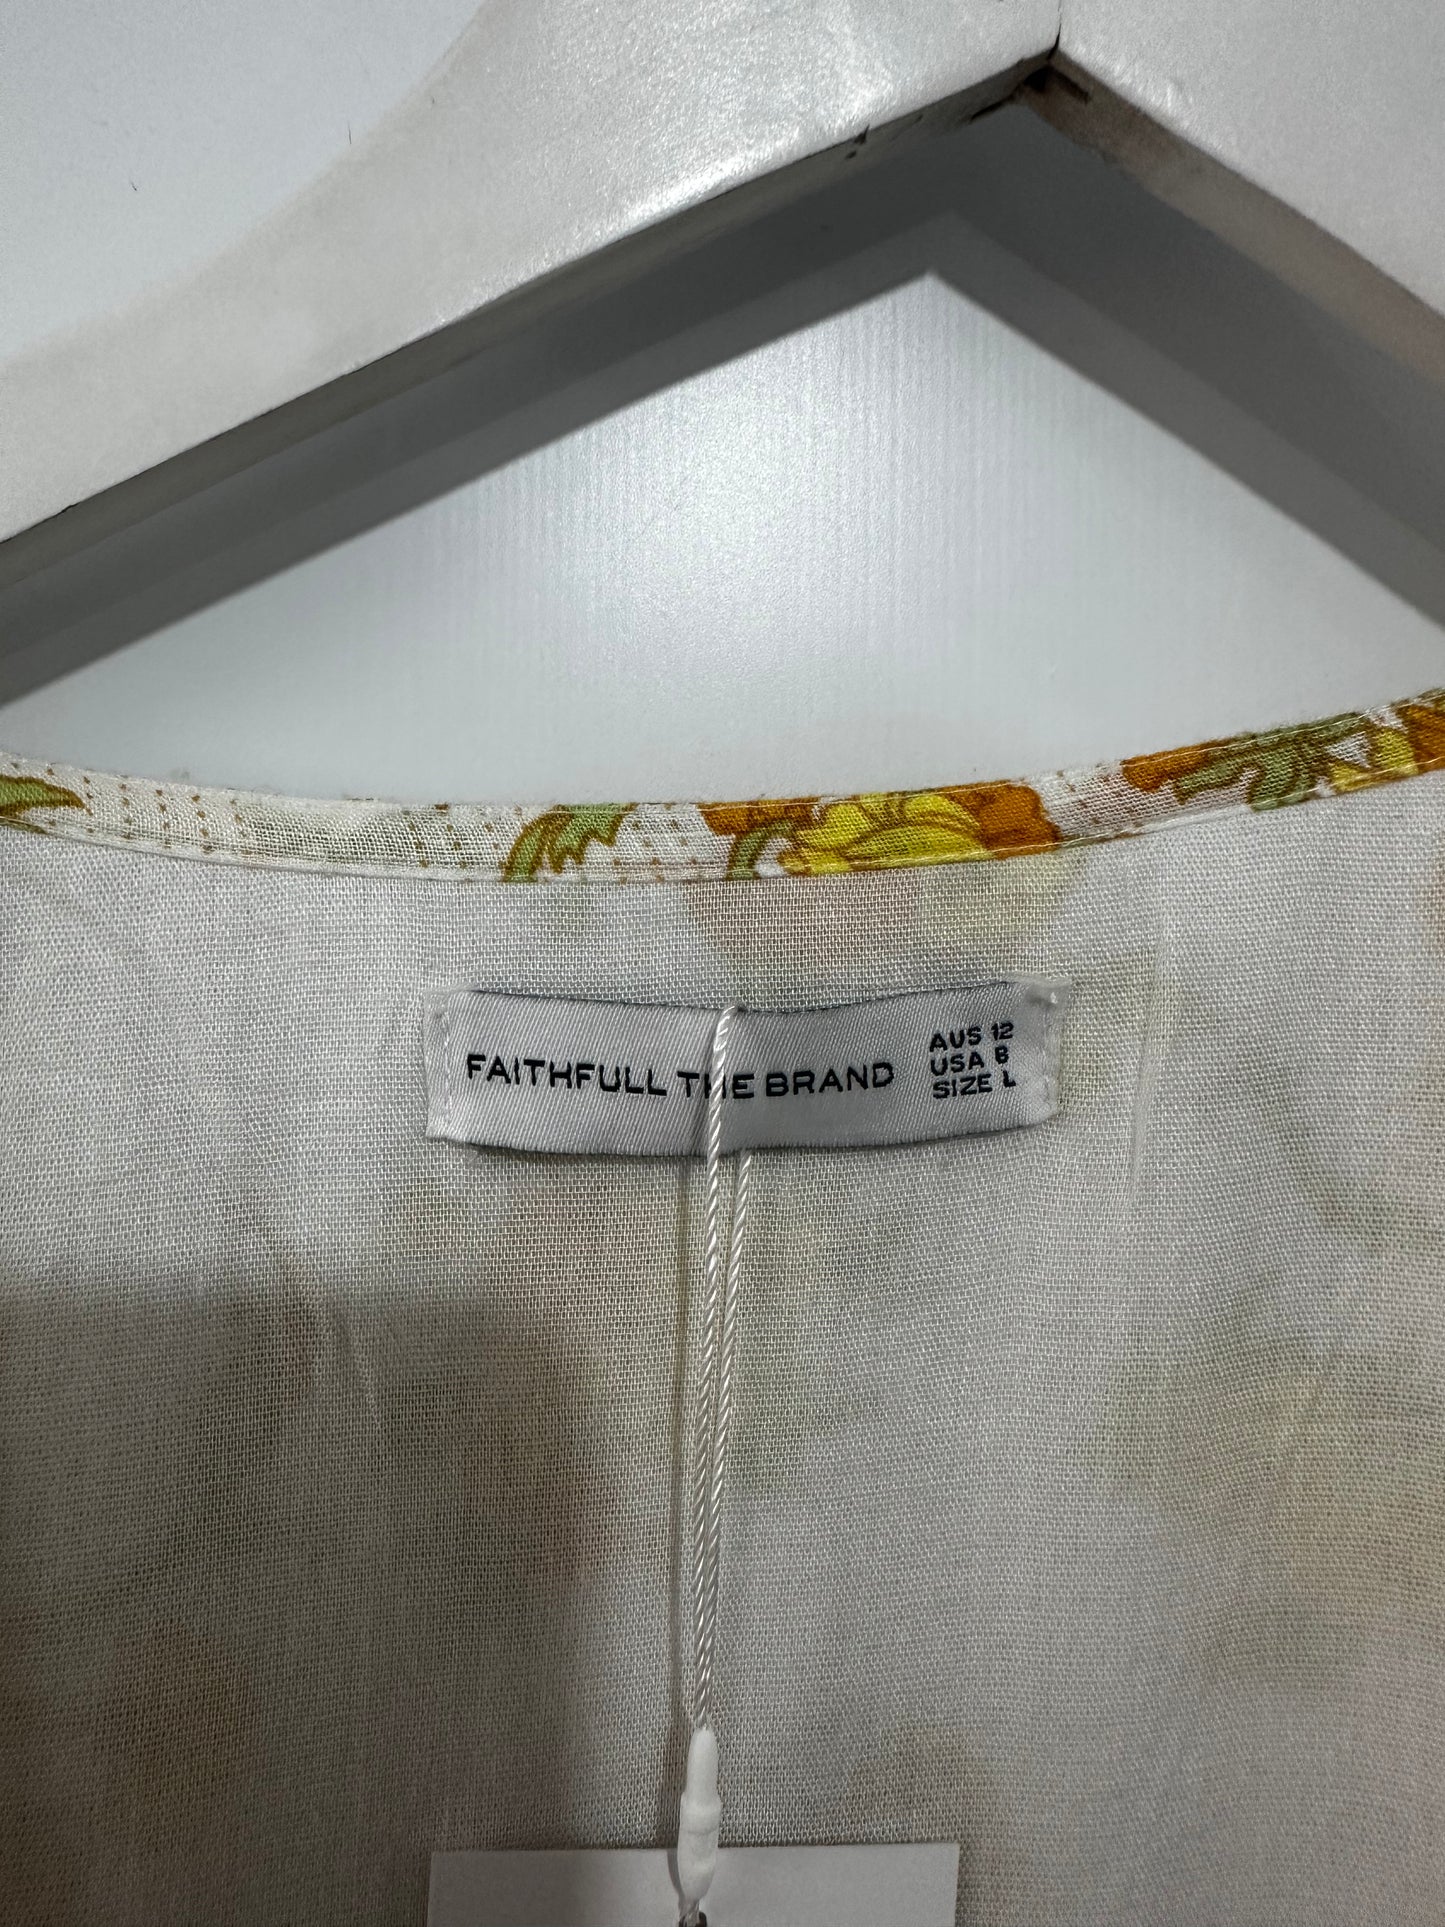 FAITHFULL THE BRAND
AUS 12
USA 8
SIZE L